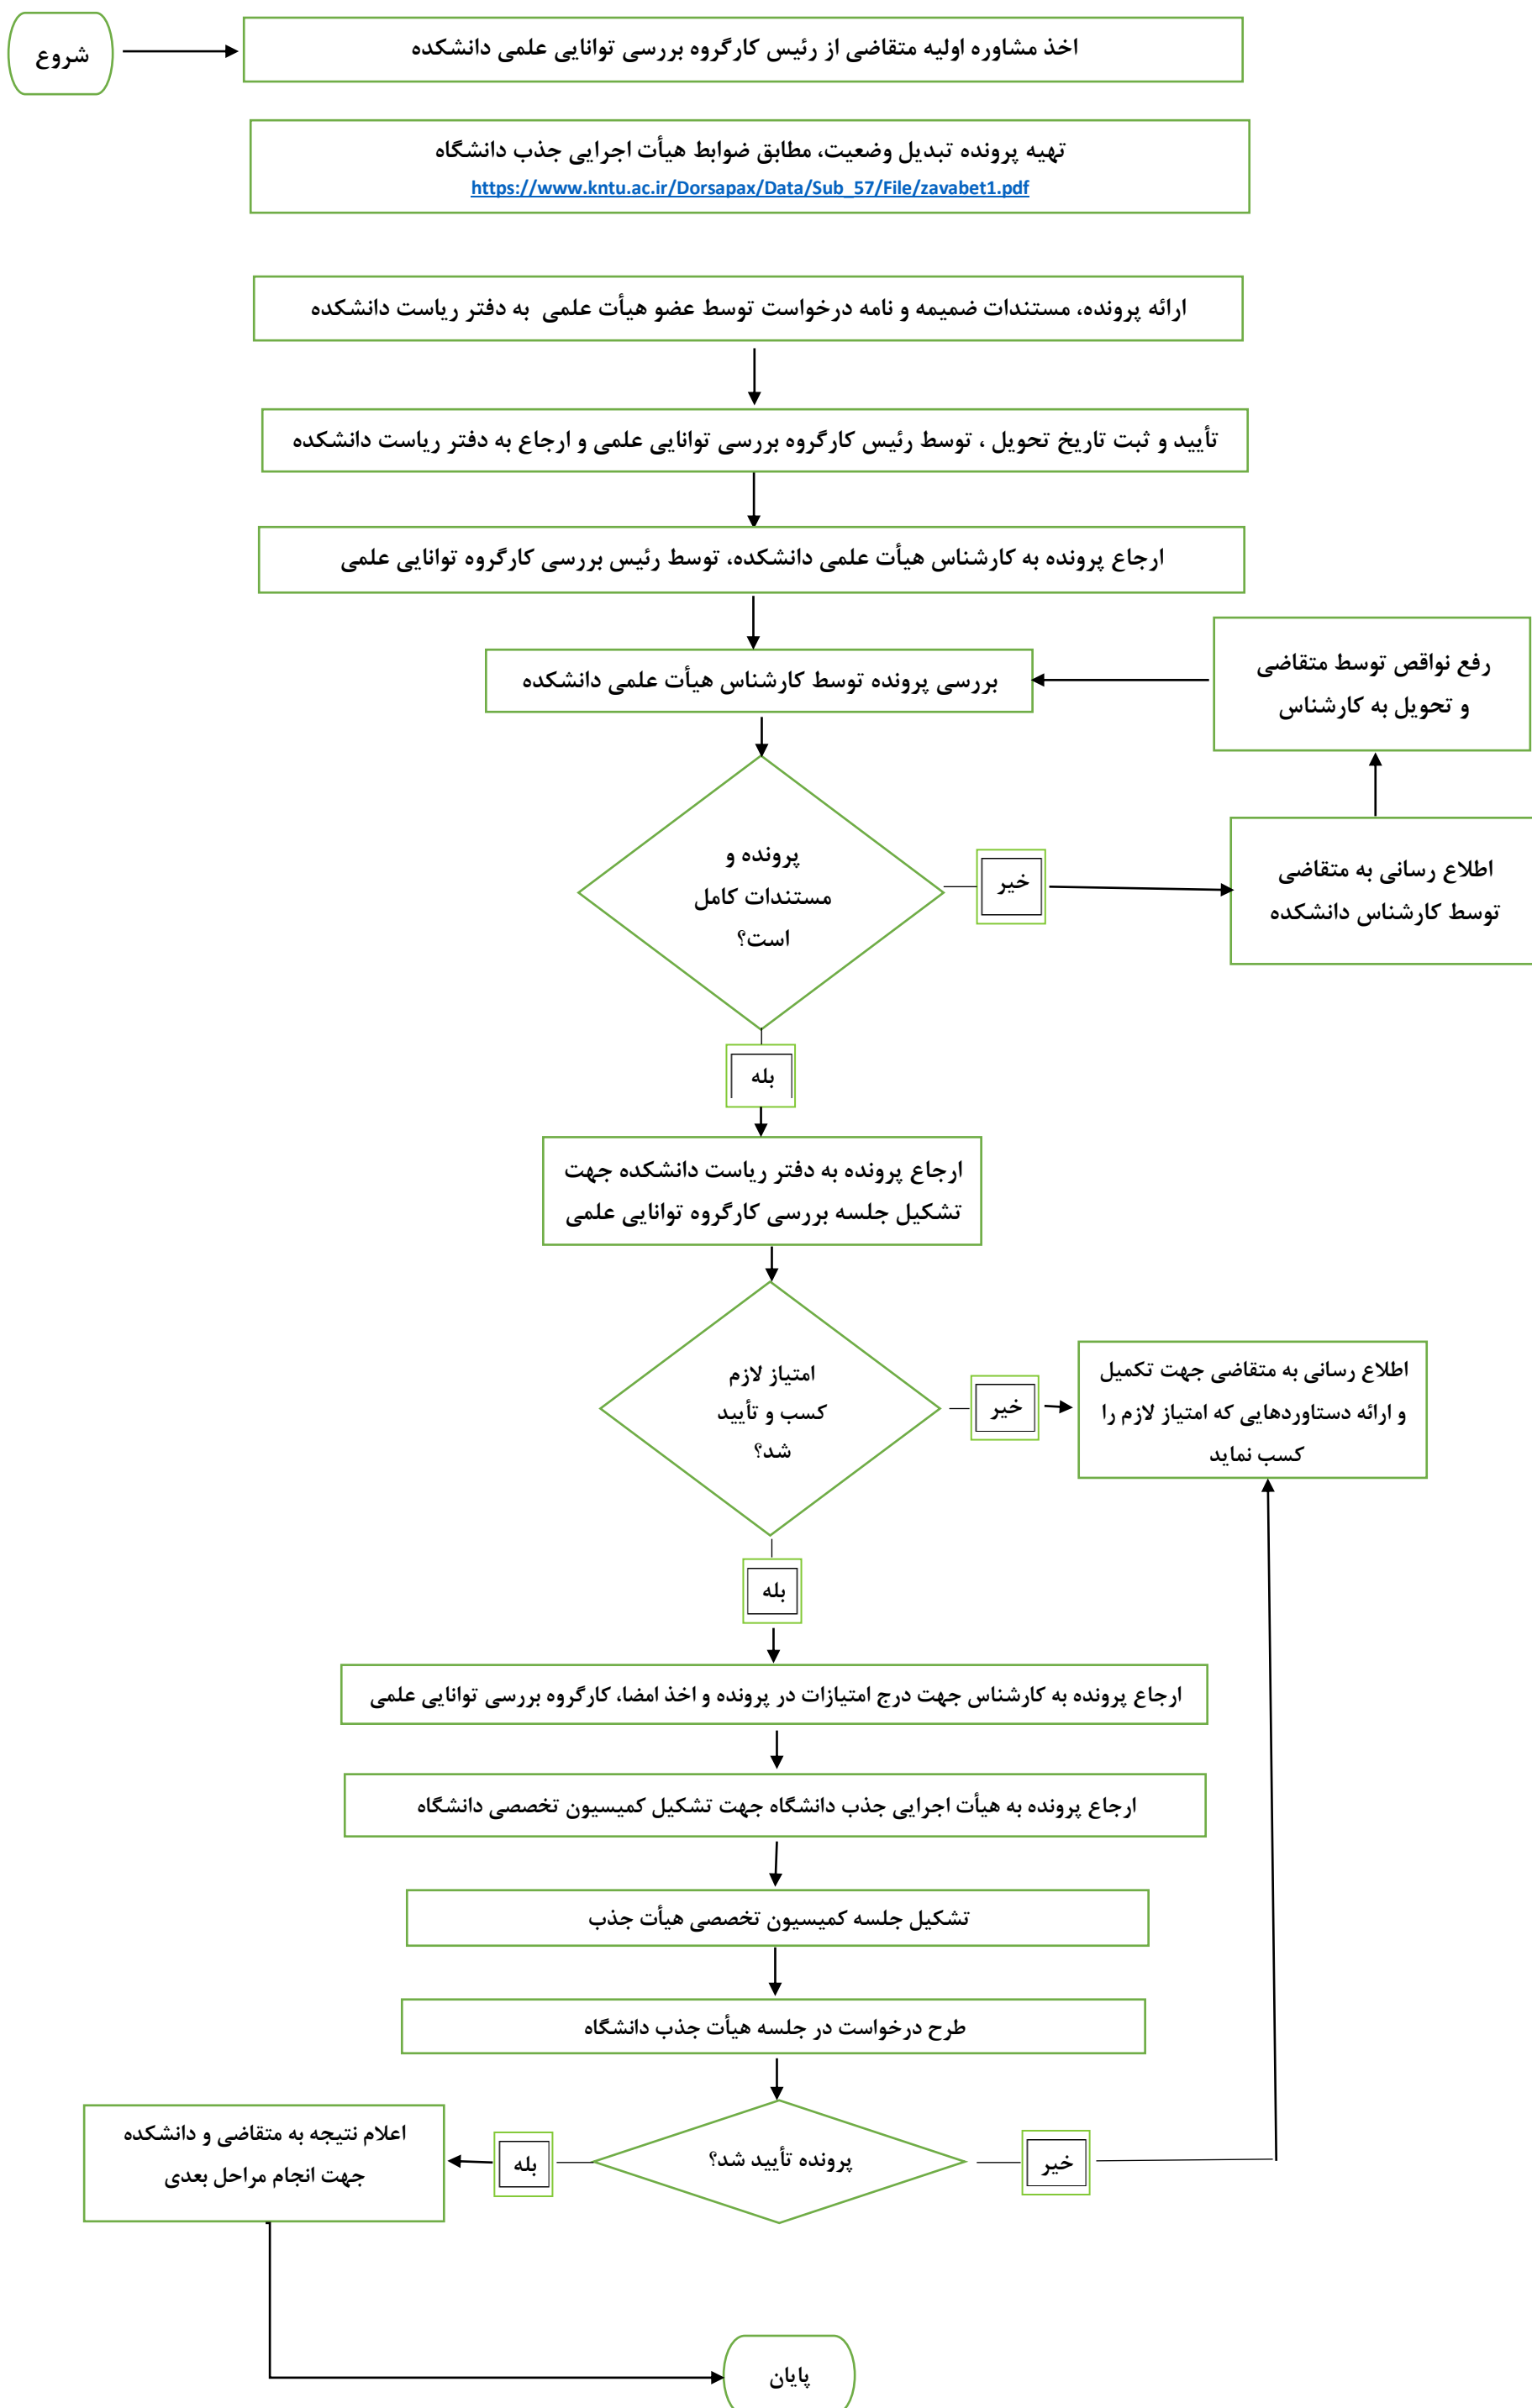 شروع
اخذ مشاوره اولیه متقاضی از رئیس کارگروه بررسی توانایی علمی دانشکده
تهیه پرونده تبدیل وضعیت، مطابق ضوابط هیأت اجرایی جذب دانشگاه
https://www.kntu.ac.ir/Dorsapax/Data/Sub_57/File/zavabet1.pdf
ارائه پرونده، مستندات ضمیمه و نامه درخواست توسط عضو هیأت علمی به دفتر ریاست دانشکده
تأیید و ثبت تاریخ تحویل ، توسط رئیس کارگروه بررسی توانایی علمی و ارجاع به دفتر ریاست دانشکده
ارجاع پرونده به کارشناس هیأت علمی دانشکده، توسط رئیس بررسی کارگروه توانایی علمی
بررسی پرونده توسط کارشناس هیأت علمی دانشکده
رفع نواقص توسط متقاضی
و تحویل به کارشناس
پرونده و
مستندات کامل
است؟
خیر
اطلاع رسانی به متقاضی
توسط کارشناس دانشکده
بله
ارجاع پرونده به دفتر ریاست دانشکده جهت
تشکیل جلسه بررسی کارگروه توانایی علمی
امتیاز لازم
کسب و تأیید
شد؟
خیر
اطلاع رسانی به متقاضی جهت تکمیل
و ارائه دستاوردهایی که امتیاز لازم را
کسب نماید
بله
ارجاع پرونده به کارشناس جهت درج امتیازات در پرونده و اخذ امضا، کارگروه بررسی توانایی علمی
ارجاع پرونده به هیأت اجرایی جذب دانشگاه جهت تشکیل کمیسیون تخصصی دانشگاه
تشکیل جلسه کمیسیون تخصصی هیأت جذب
طرح درخواست در جلسه هیأت جذب دانشگاه
پرونده تأیید شد؟
خیر
بله
اعلام نتیجه به متقاضی و دانشکده
جهت انجام مراحل بعدی
پایان